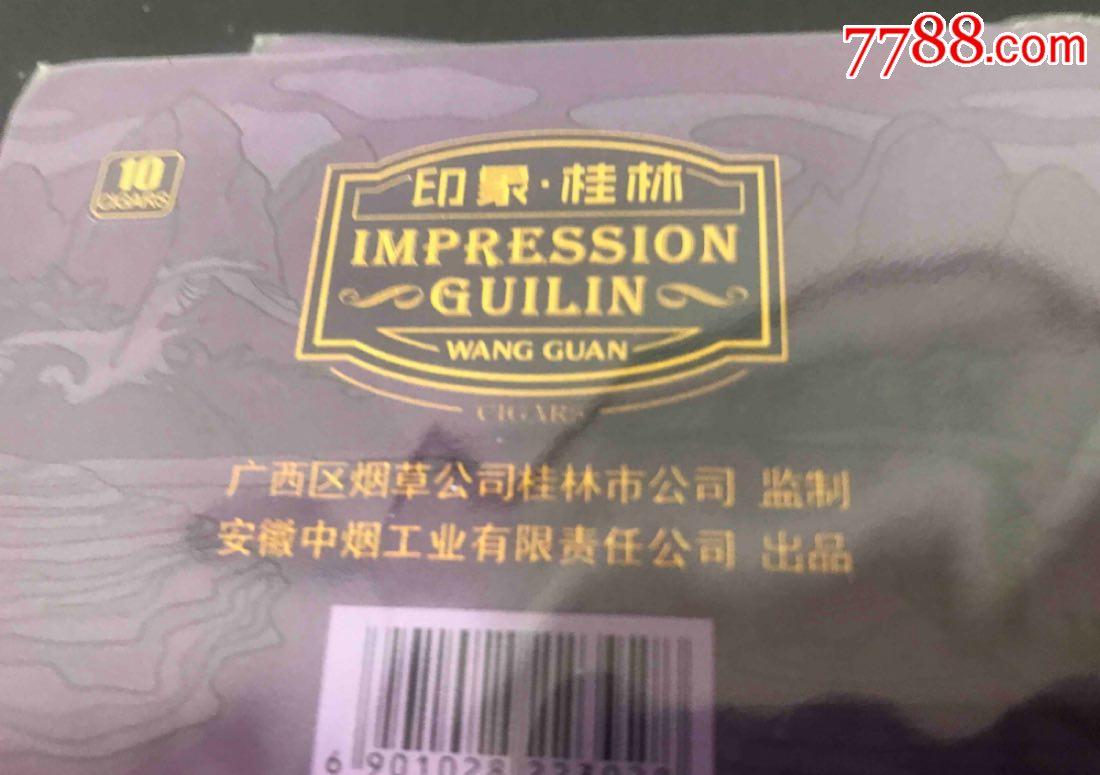 7788.com
10
CIGARS
印象·桂林
IMPRESSION
GUILIN
WANG GUAN
CIGARS
广西区烟草公司桂林市公司 监制
安徽中烟工业有限责任公司 出品
6 901028